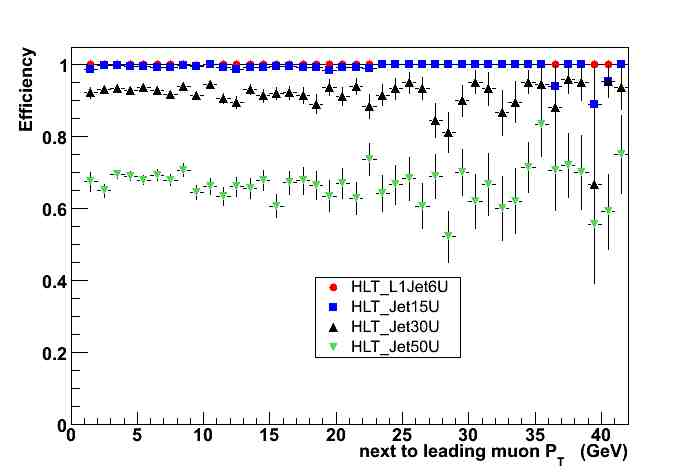 Efficiency
1
0.8
0.6
0.4
0.2
0
HLT_L1Jet6U
HLT_Jet15U
HLT_Jet30U
HLT_Jet50U
0 5 10 15 20 25 30 35 40
next to leading muon P_T (GeV)